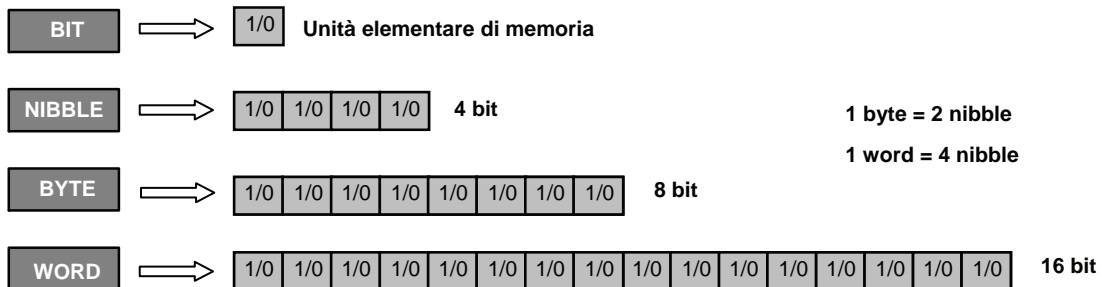 BIT 1/0 Unità elementare di memoria
NIBBLE 1/0 1/0 1/0 1/0 4 bit
1 byte = 2 nibble
1 word = 4 nibble
BYTE 1/0 1/0 1/0 1/0 1/0 1/0 1/0 1/0 8 bit
WORD 1/0 1/0 1/0 1/0 1/0 1/0 1/0 1/0 1/0 1/0 1/0 1/0 1/0 1/0 1/0 1/0 16 bit